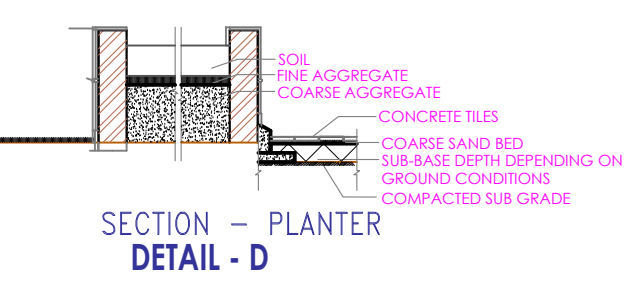 SOIL
FINE AGGREGATE
COARSE AGGREGATE
CONCRETE TILES
COARSE SAND BED
SUB-BASE DEPTH DEPENDING ON
GROUND CONDITIONS
COMPACTED SUB GRADE
SECTION - PLANTER
DETAIL - D